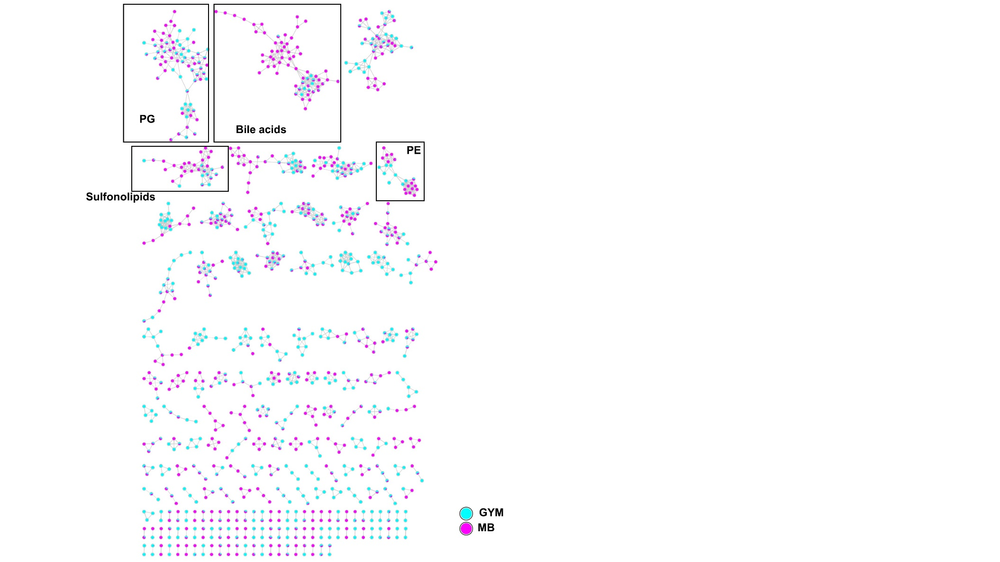 PG
Bile acids
PE
Sulfonolipids
GYM
MB